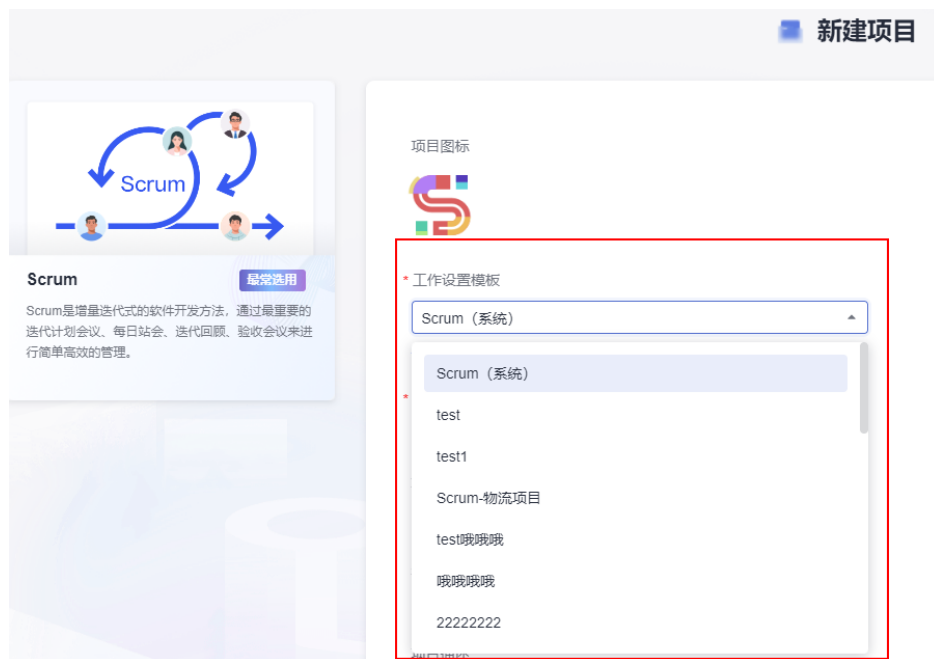 新建项目
Scrum
Scrum
最常选用
Scrum是增量迭代式的软件开发方法，通过最重要的
迭代计划会议、每日站会、迭代回顾、验收会议来进
行简单高效的管理。
项目图标
* 工作设置模板
Scrum（系统）
Scrum（系统）
*
test
test1
Scrum-物流项目
test哦哦哦
哦哦哦哦
22222222